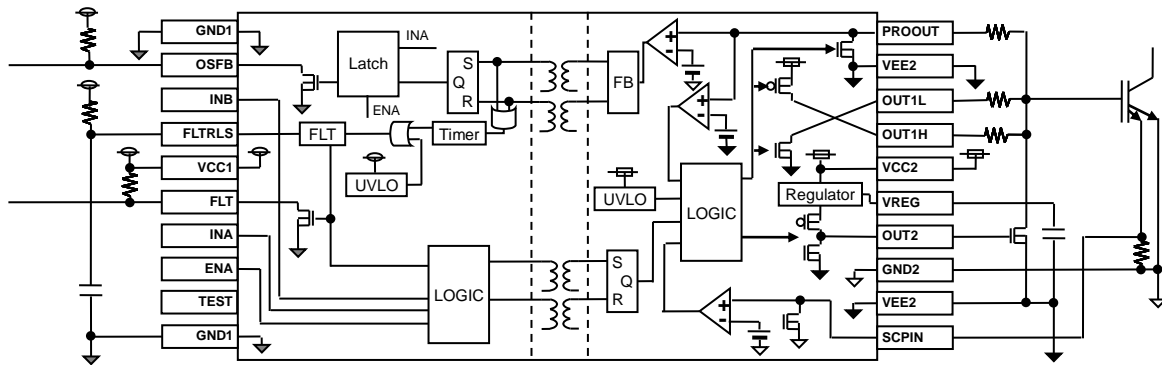 GND1
OSFB
INB
FLTRLS
VCC1
FLT
INA
ENA
TEST
GND1
Latch
INA
ENA
S
Q
R
FLT
Timer
UVLO
LOGIC
FB
UVLO
LOGIC
S
Q
R
Regulator
PROOUT
VEE2
OUT1L
OUT1H
VCC2
VREG
OUT2
GND2
VEE2
SCPIN